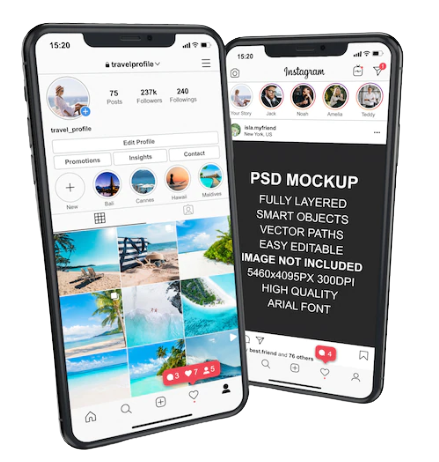 15:20
travelprofile
75
Posts
237k
Followers
240
Followings
travel_profile
Edit Profile
Promotions
Insights
Contact
New
Bali
Cannes
Hawaii
Maldives
3
7
5
15:20
Instagram
1
Your Story
Jack
Noah
Amelie
Teddy
isla.myfriend
New York, US
PSD MOCKUP
FULLY LAYERED
SMART OBJECTS
VECTOR PATHS
EASY EDITABLE
IMAGE NOT INCLUDED
5460x4095PX 300DPI
HIGH QUALITY
ARIAL FONT
best.friend and 76 others
4